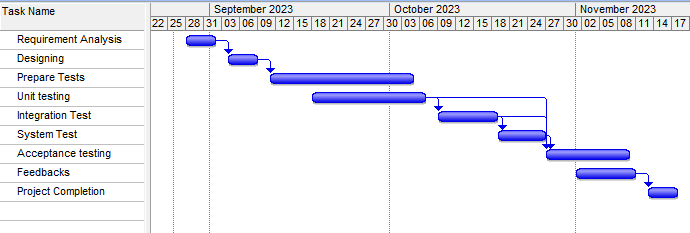 Task Name
September 2023 October 2023 November 2023
22 25 28 31 03 06 09 12 15 18 21 24 27 30 03 06 09 12 15 18 21 24 27 30 02 05 08 11 14 17
Requirement Analysis
Designing
Prepare Tests
Unit testing
Integration Test
System Test
Acceptance testing
Feedbacks
Project Completion